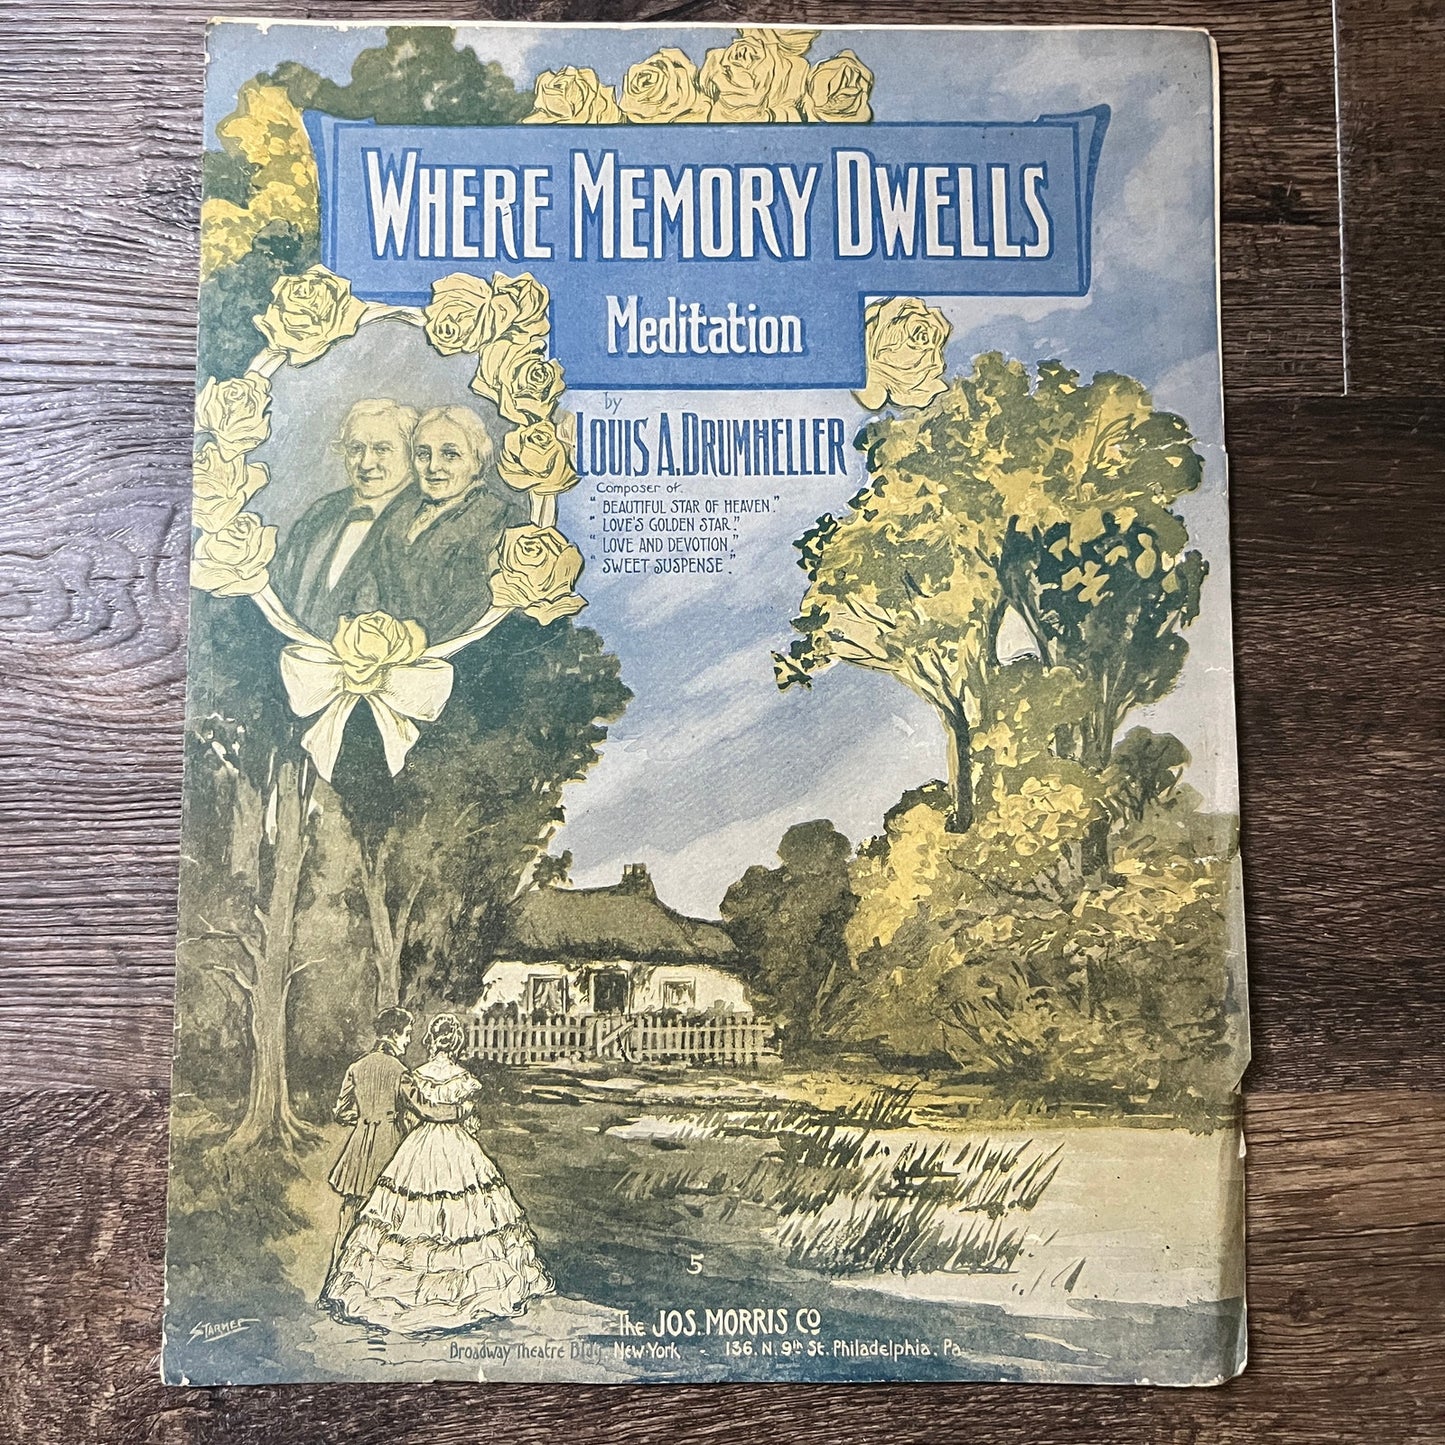 WHERE MEMORY DWELLS
Meditation
by
LOUIS A. DRUMHELLER
Composer of.
"BEAUTIFUL STAR OF HEAVEN."
"LOVE'S GOLDEN STAR."
"LOVE AND DEVOTION,"
"SWEET SUSPENSE".
5
STARMER
The JOS. MORRIS CO
Broadway Theatre Bldg New York - 136. N. 9th St. Philadelphia. Pa.